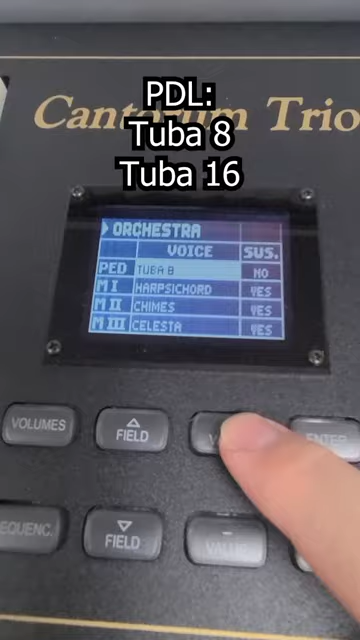 PDL:
Cantorum Trio
Tuba 8
Tuba 16
ORCHESTRA
VOICE SUS.
PED TUBA 8 NO
M I HARPSICHORD YES
M II CHIMES YES
M III CELESTA YES
VOLUMES FIELD ENTER
EQUENC. FIELD VALUE